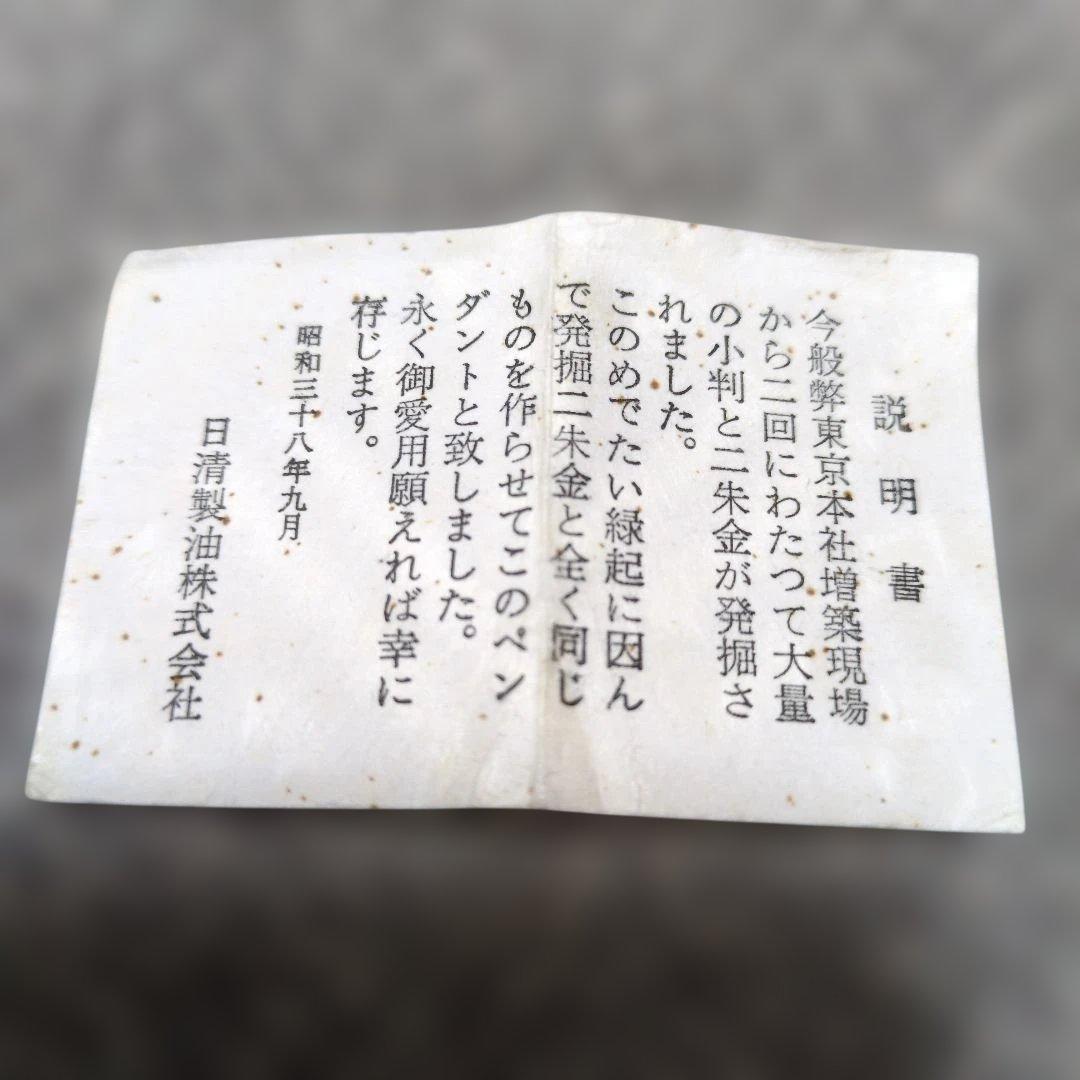 説明書
今般弊東京本社増築現場
から二回にわたつて大量
の小判と二朱金が発掘さ
れました。
このめでたい緑起に因ん
で発掘二朱金と全く同じ
ものを作らせてこのペン
ダントと致しました。
永く御愛用願えれば幸に
存じます。
昭和三十八年九月
日清製油株式会社